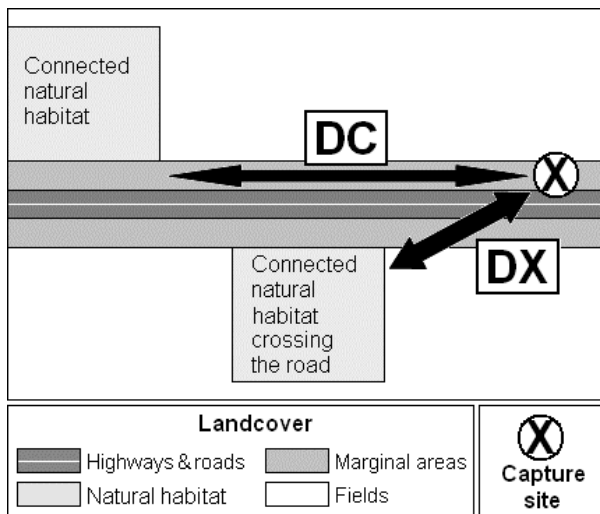 Connected
natural
habitat
DC
X
DX
Connected
natural
habitat
crossing
the road
Landcover
Highways & roads
Marginal areas
Natural habitat
Fields
X
Capture
site